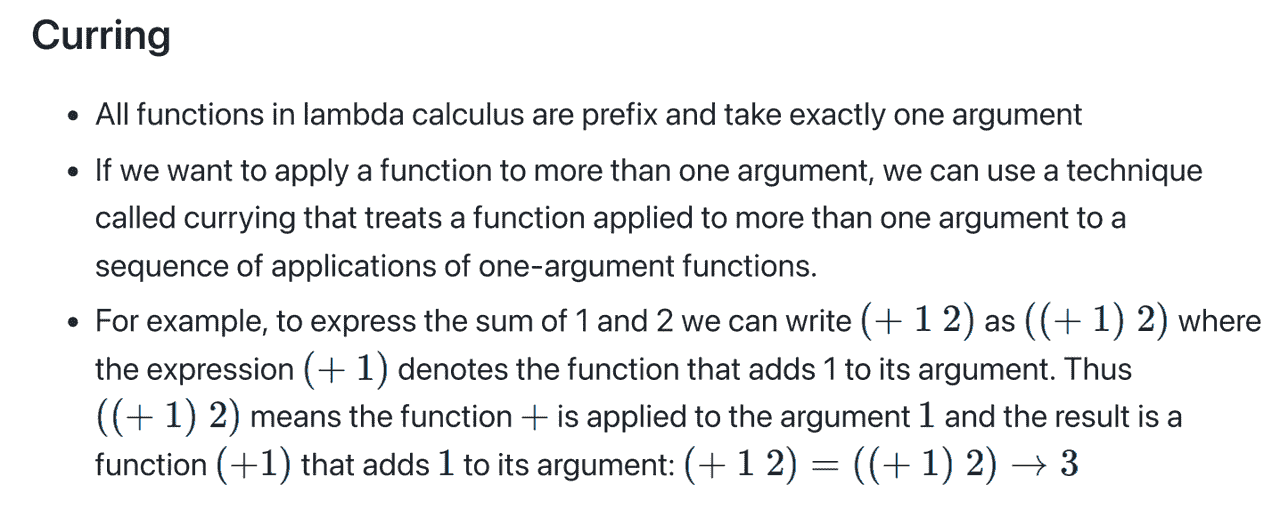 Curring
• All functions in lambda calculus are prefix and take exactly one argument
• If we want to apply a function to more than one argument, we can use a technique
called currying that treats a function applied to more than one argument to a
sequence of applications of one-argument functions.
• For example, to express the sum of 1 and 2 we can write (+ 1 2) as ((+ 1) 2) where
the expression (+ 1) denotes the function that adds 1 to its argument. Thus
((+ 1) 2) means the function + is applied to the argument 1 and the result is a
function (+1) that adds 1 to its argument: (+ 1 2) = ((+ 1) 2) → 3